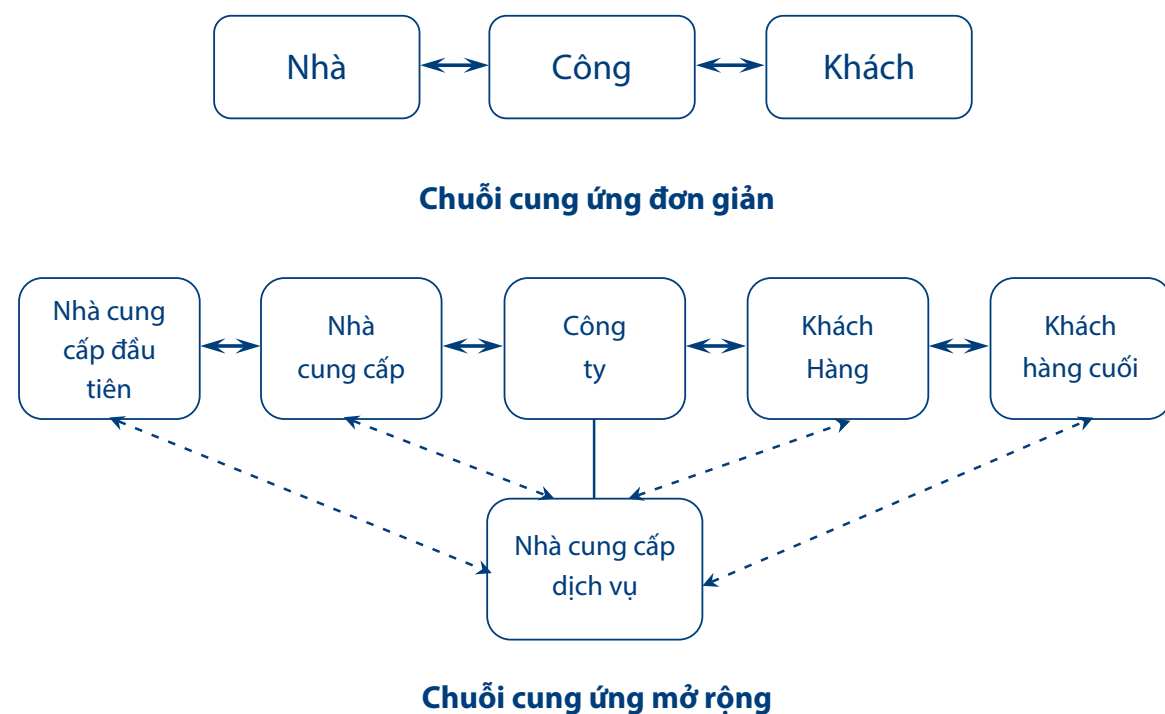 Nhà
Công
Khách
Chuỗi cung ứng đơn giản
Nhà cung
cấp đầu
tiên
Nhà
cung cấp
Công
ty
Khách
Hàng
Khách
hàng cuối
Nhà cung cấp
dịch vụ
Chuỗi cung ứng mở rộng